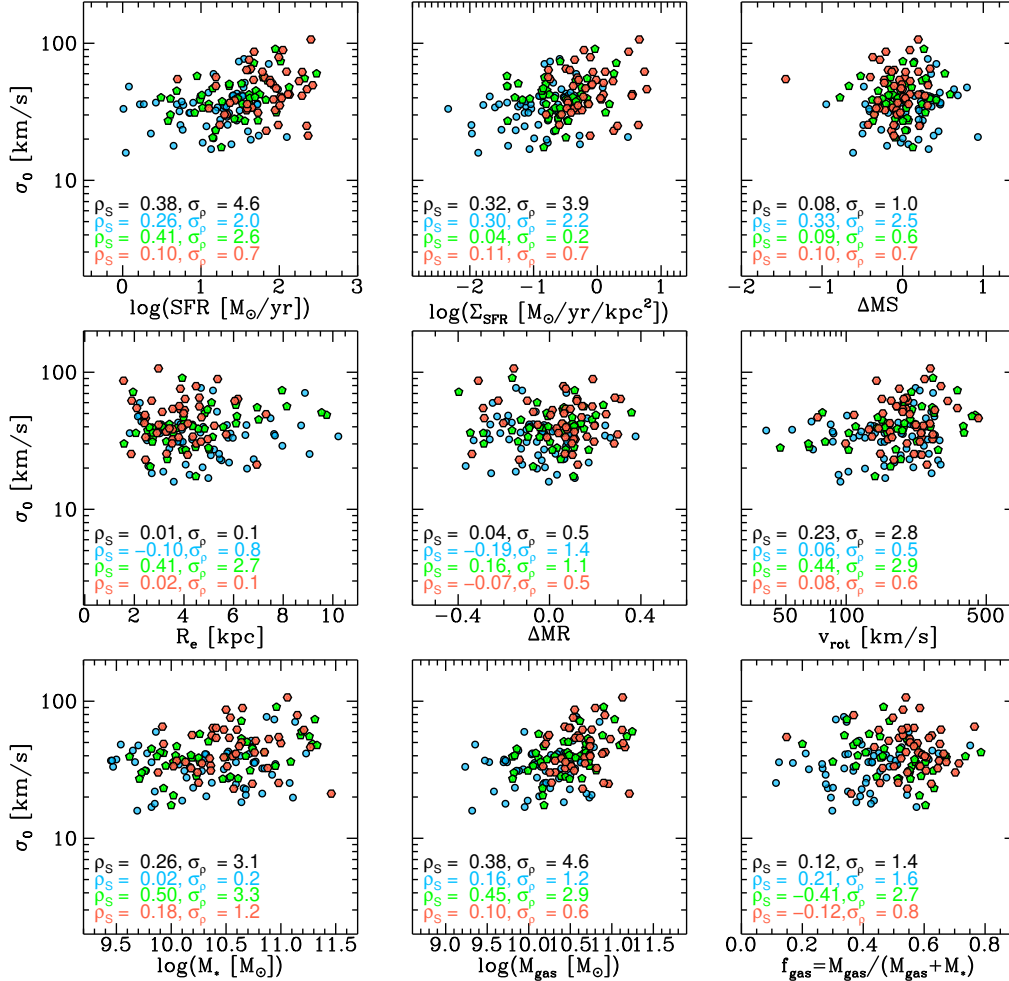 100
10
σ₀ [km/s]
ρS = 0.38, σρ = 4.6
ρS = 0.26, σρ = 2.0
ρS = 0.41, σρ = 2.6
ρS = 0.10, σρ = 0.7
0 1 2 3
log(SFR [M⊙/yr])
ρS = 0.32, σρ = 3.9
ρS = 0.30, σρ = 2.2
ρS = 0.04, σρ = 0.2
ρS = 0.11, σρ = 0.7
−2 −1 0 1
log(ΣSFR [M⊙/yr/kpc²])
ρS = 0.08, σρ = 1.0
ρS = 0.33, σρ = 2.5
ρS = 0.09, σρ = 0.6
ρS = 0.10, σρ = 0.7
−2 −1 0 1
ΔMS
100
10
σ₀ [km/s]
ρS = 0.01, σρ = 0.1
ρS = −0.10, σρ = 0.8
ρS = 0.41, σρ = 2.7
ρS = 0.02, σρ = 0.1
0 2 4 6 8 10
Re [kpc]
ρS = 0.04, σρ = 0.5
ρS = −0.19, σρ = 1.4
ρS = 0.16, σρ = 1.1
ρS = −0.07, σρ = 0.5
−0.4 0.0 0.4
ΔMR
ρS = 0.23, σρ = 2.8
ρS = 0.06, σρ = 0.5
ρS = 0.44, σρ = 2.9
ρS = 0.08, σρ = 0.6
50 100 500
vrot [km/s]
100
10
σ₀ [km/s]
ρS = 0.26, σρ = 3.1
ρS = 0.02, σρ = 0.2
ρS = 0.50, σρ = 3.3
ρS = 0.18, σρ = 1.2
9.5 10.0 10.5 11.0 11.5
log(M* [M⊙])
ρS = 0.38, σρ = 4.6
ρS = 0.16, σρ = 1.2
ρS = 0.45, σρ = 2.9
ρS = 0.10, σρ = 0.6
9.0 9.5 10.0 10.5 11.0 11.5
log(Mgas [M⊙])
ρS = 0.12, σρ = 1.4
ρS = 0.21, σρ = 1.6
ρS = −0.41, σρ = 2.7
ρS = −0.12, σρ = 0.8
0.0 0.2 0.4 0.6 0.8
fgas=Mgas/(Mgas+M*)